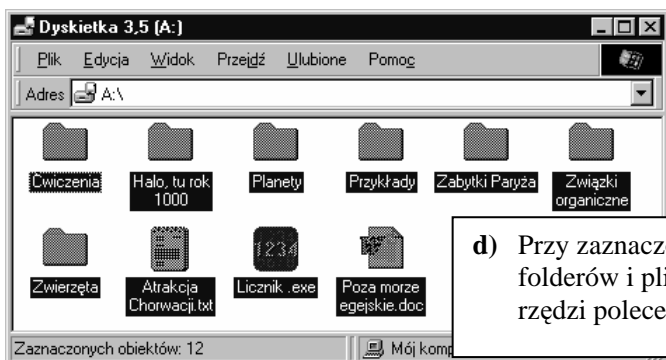 Dyskietka 3,5 (A:)
Plik Edycja Widok Przejdź Ulubione Pomoc
Adres A:\
Ćwiczenia
Halo, tu rok
1000
Planety
Przykłady
Zabytki Paryża
Związki
organiczne
Zwierzęta
Atrakcja
Chorwacji.txt
1234
Licznik .exe
Poza morze
egejskie.doc
d) Przy zaznacz
folderów i pli
rzędzi polece
Zaznaczonych obiektów: 12
Mój komp